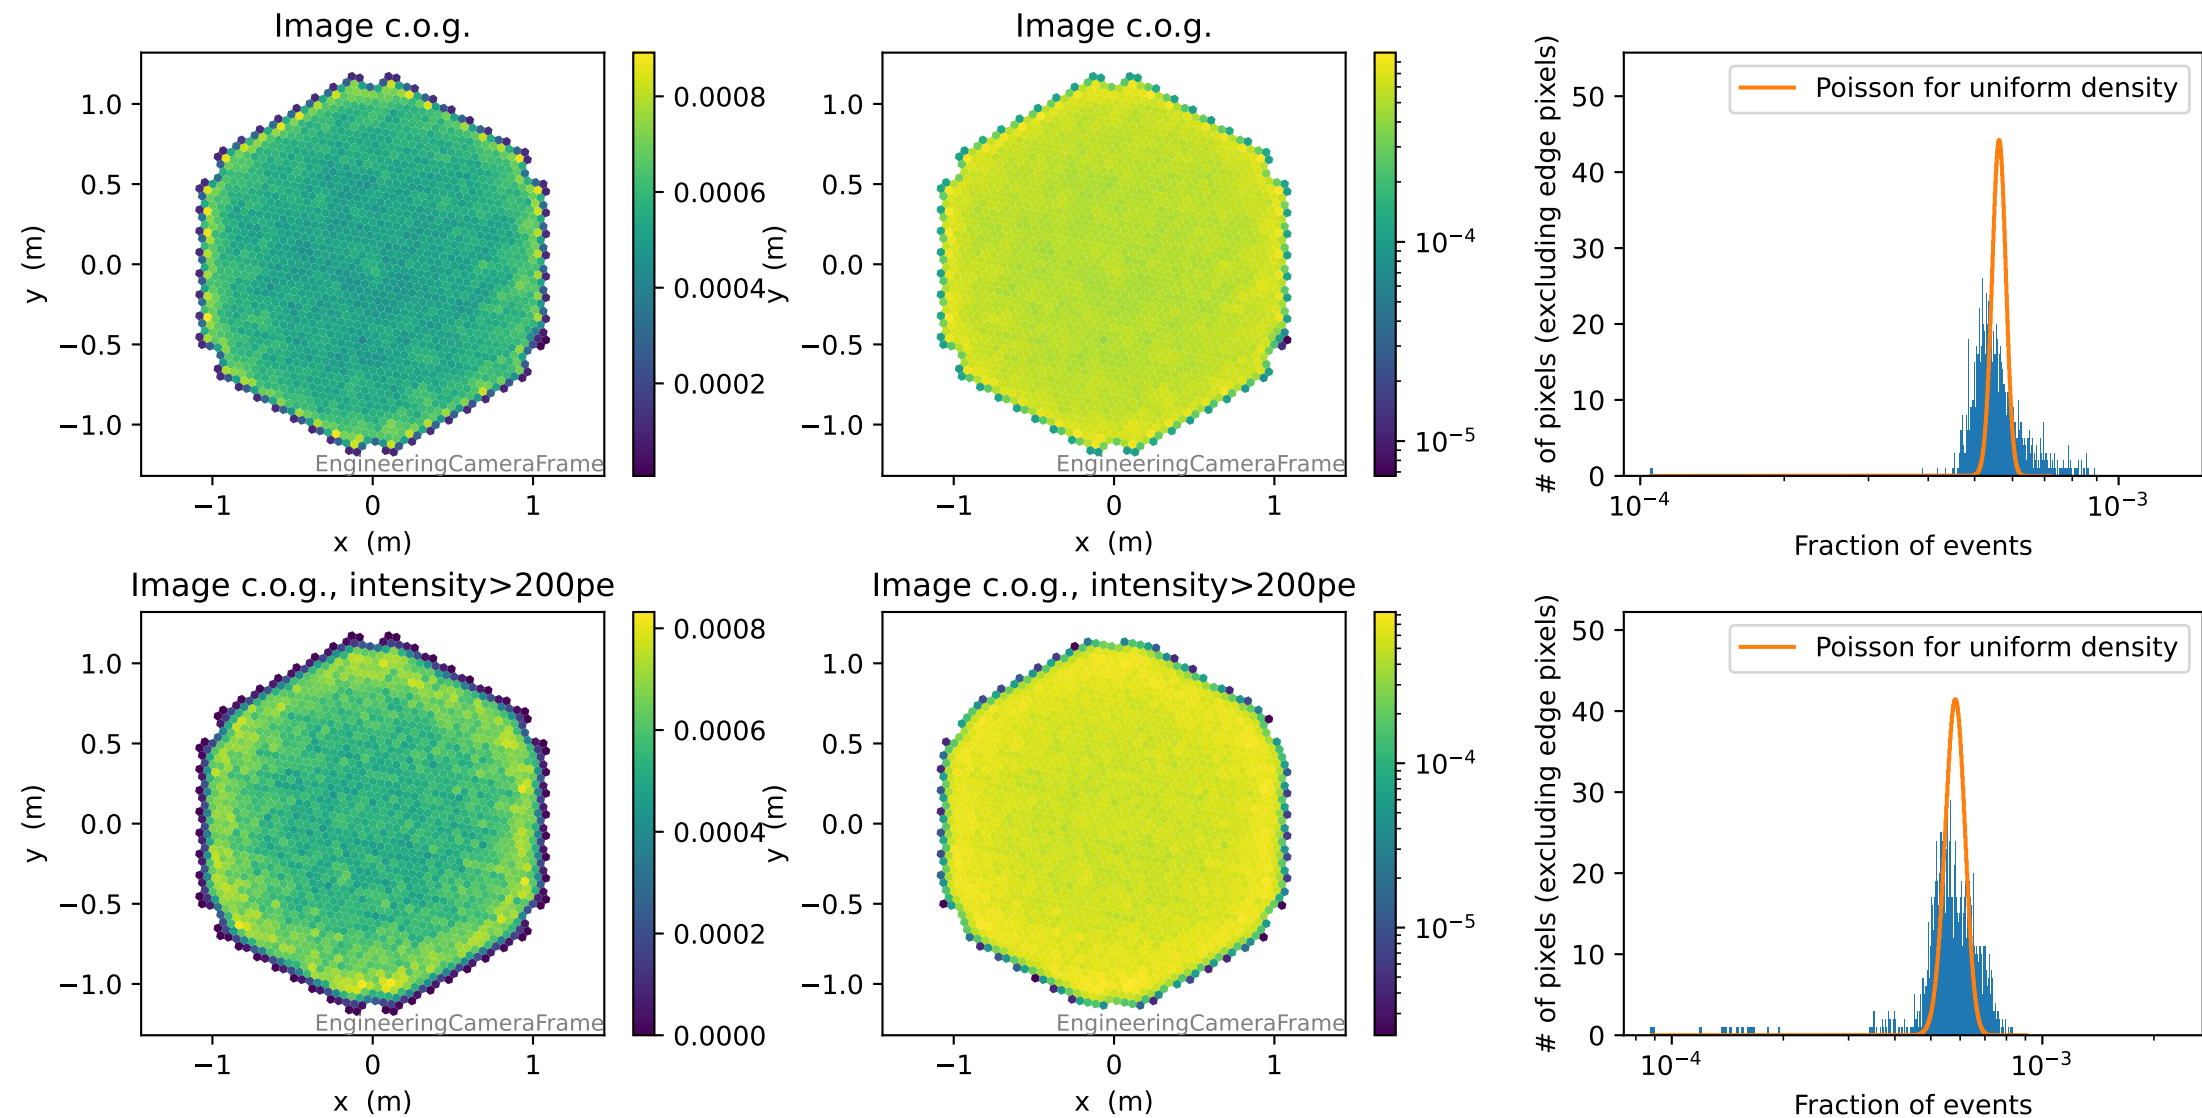 Image c.o.g.
1.0
0.5
0.0
−0.5
−1.0
y (m)
−1
0
1
x (m)
EngineeringCameraFrame
0.0008
0.0006
0.0004
0.0002
Image c.o.g.
1.0
0.5
0.0
−0.5
−1.0
y (m)
−1
0
1
x (m)
EngineeringCameraFrame
10⁻⁴
10⁻⁵
# of pixels (excluding edge pixels)
50
40
30
20
10
0
Poisson for uniform density
10⁻⁴
10⁻³
Fraction of events
Image c.o.g., intensity>200pe
1.0
0.5
0.0
−0.5
−1.0
y (m)
−1
0
1
x (m)
EngineeringCameraFrame
0.0008
0.0006
0.0004
0.0002
0.0000
Image c.o.g., intensity>200pe
1.0
0.5
0.0
−0.5
−1.0
y (m)
−1
0
1
x (m)
EngineeringCameraFrame
10⁻⁴
10⁻⁵
# of pixels (excluding edge pixels)
50
40
30
20
10
0
Poisson for uniform density
10⁻⁴
10⁻³
Fraction of events